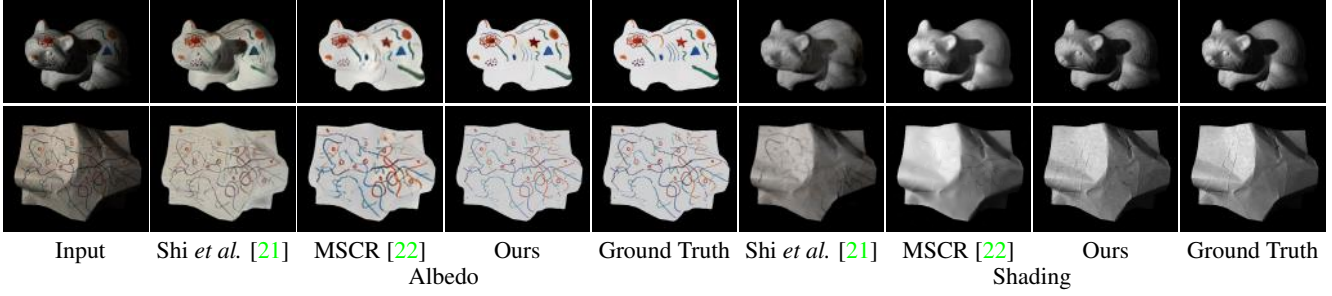 Input Shi et al. [21] MSCR [22] Ours Ground Truth Shi et al. [21] MSCR [22] Ours Ground Truth
Albedo Shading